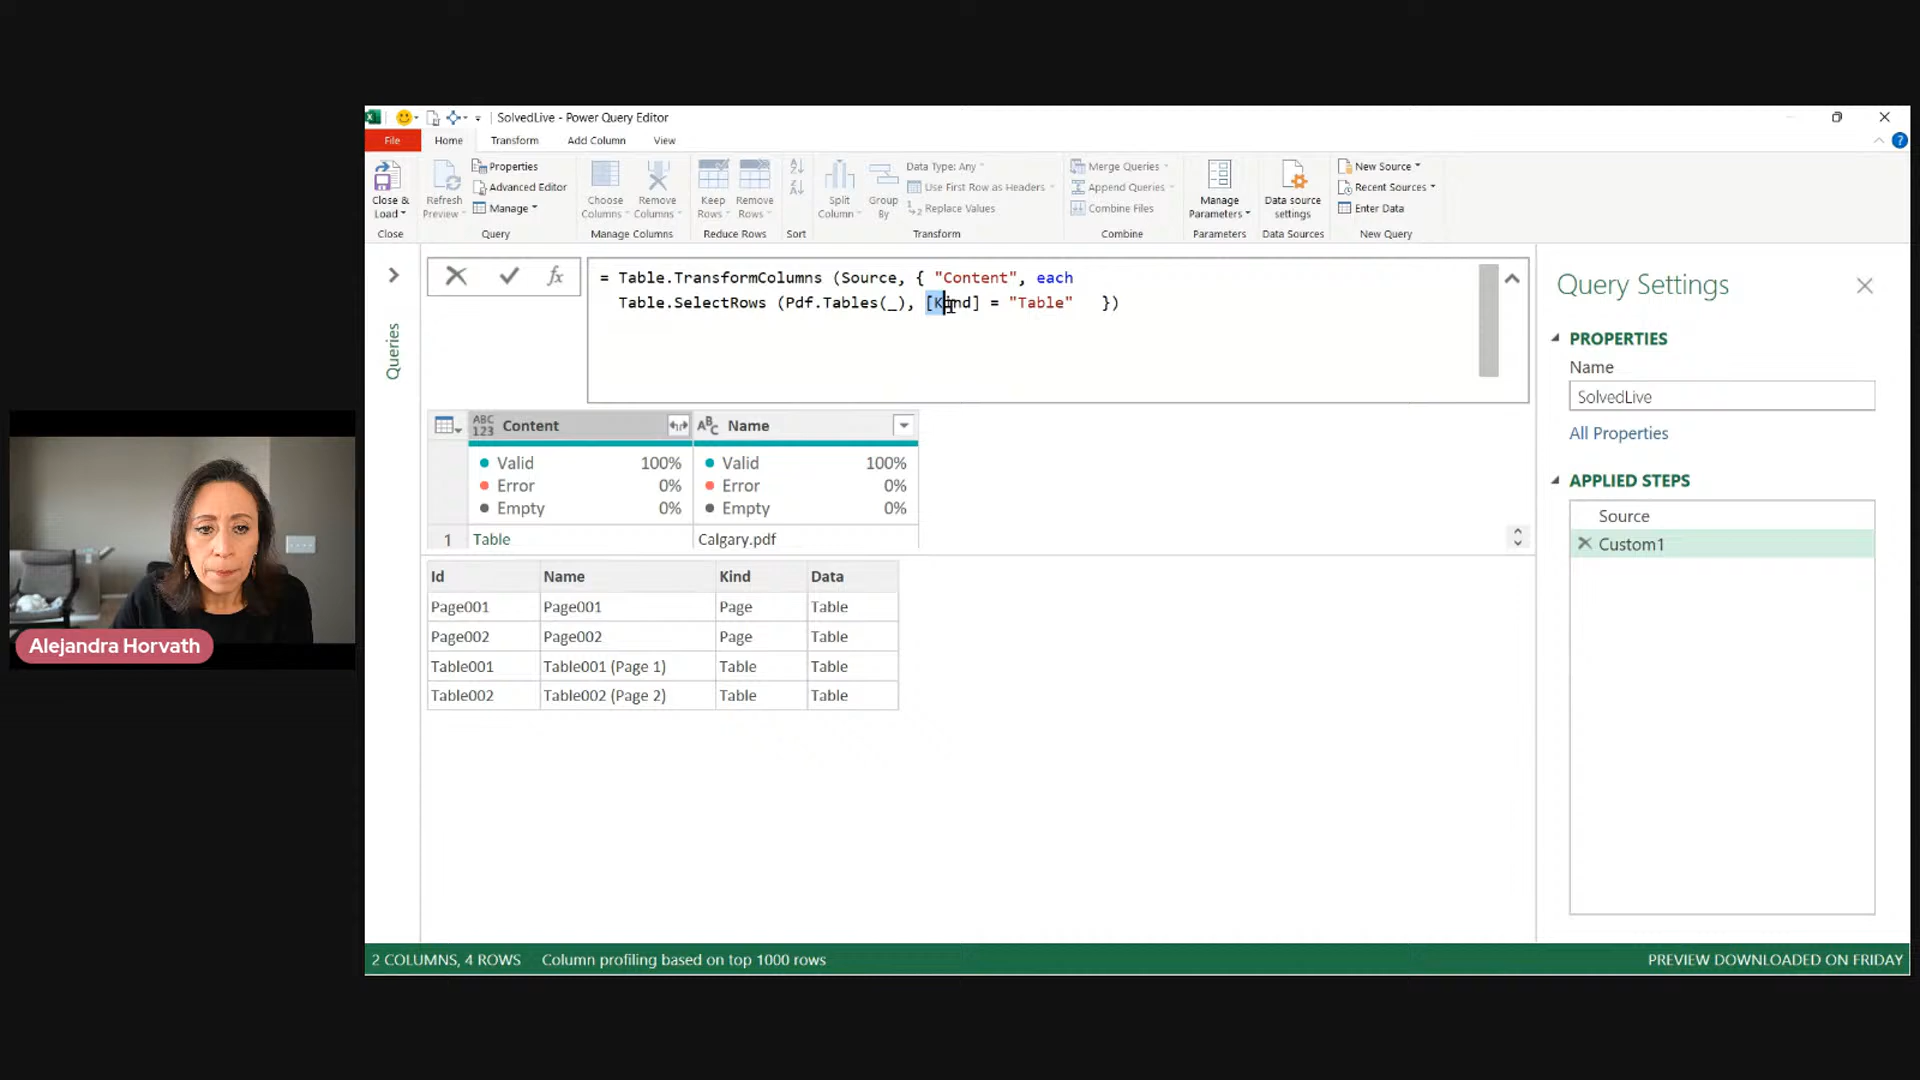 SolvedLive - Power Query Editor
File Home Transform Add Column View
Close & Load
Close
Refresh Preview
Properties
Advanced Editor
Manage
Query
Choose Columns
Remove Columns
Manage Columns
Keep Rows
Remove Rows
Reduce Rows
Sort
Split Column
Group By
Data Type: Any
Use First Row as Headers
Replace Values
Transform
Merge Queries
Append Queries
Combine Files
Combine
Manage Parameters
Parameters
Data source settings
Data Sources
New Source
Recent Sources
Enter Data
New Query
Queries
= Table.TransformColumns (Source, { "Content", each
Table.SelectRows (Pdf.Tables(_), [Kind] = "Table" })
ABC 123 Content ABC Name
Valid 100% Valid 100%
Error 0% Error 0%
Empty 0% Empty 0%
1 Table Calgary.pdf
Id Name Kind Data
Page001 Page001 Page Table
Page002 Page002 Page Table
Table001 Table001 (Page 1) Table Table
Table002 Table002 (Page 2) Table Table
Query Settings
PROPERTIES
Name
SolvedLive
All Properties
APPLIED STEPS
Source
Custom1
Alejandra Horvath
2 COLUMNS, 4 ROWS Column profiling based on top 1000 rows PREVIEW DOWNLOADED ON FRIDAY